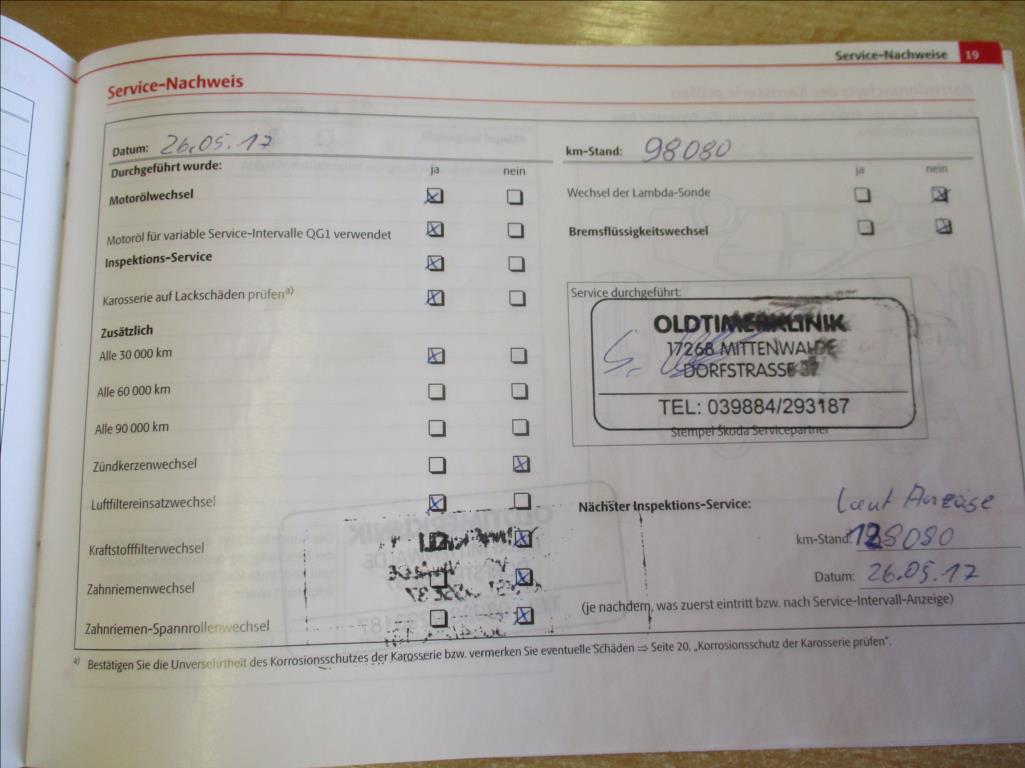 Service-Nachweise 19
Service-Nachweis
Datum: 26.05.17
km-Stand: 98080
Durchgeführt wurde: ja nein
ja nein
Motorölwechsel
Wechsel der Lambda-Sonde
Motoröl für variable Service-Intervalle QG1 verwendet
Bremsflüssigkeitswechsel
Inspektions-Service
Karosserie auf Lackschäden prüfen a)
Service durchgeführt:
OLDTIMERKLINIK
17268 MITTENWALDE
DORFSTRASSE 37
TEL: 039884/293187
Stempel Škoda Servicepartner
Zusätzlich
Alle 30 000 km
Alle 60 000 km
Alle 90 000 km
Zündkerzenwechsel
Luftfiltereinsatzwechsel
Kraftstofffilterwechsel
Zahnriemenwechsel
Zahnriemen-Spannrollenwechsel
Nächster Inspektions-Service:
Laut Anzeige
km-Stand: 128080
Datum: 26.05.17
(je nachdem, was zuerst eintritt bzw. nach Service-Intervall-Anzeige)
a) Bestätigen Sie die Unversehrtheit des Korrosionsschutzes der Karosserie bzw. vermerken Sie eventuelle Schäden ⇒ Seite 20, „Korrosionsschutz der Karosserie prüfen".